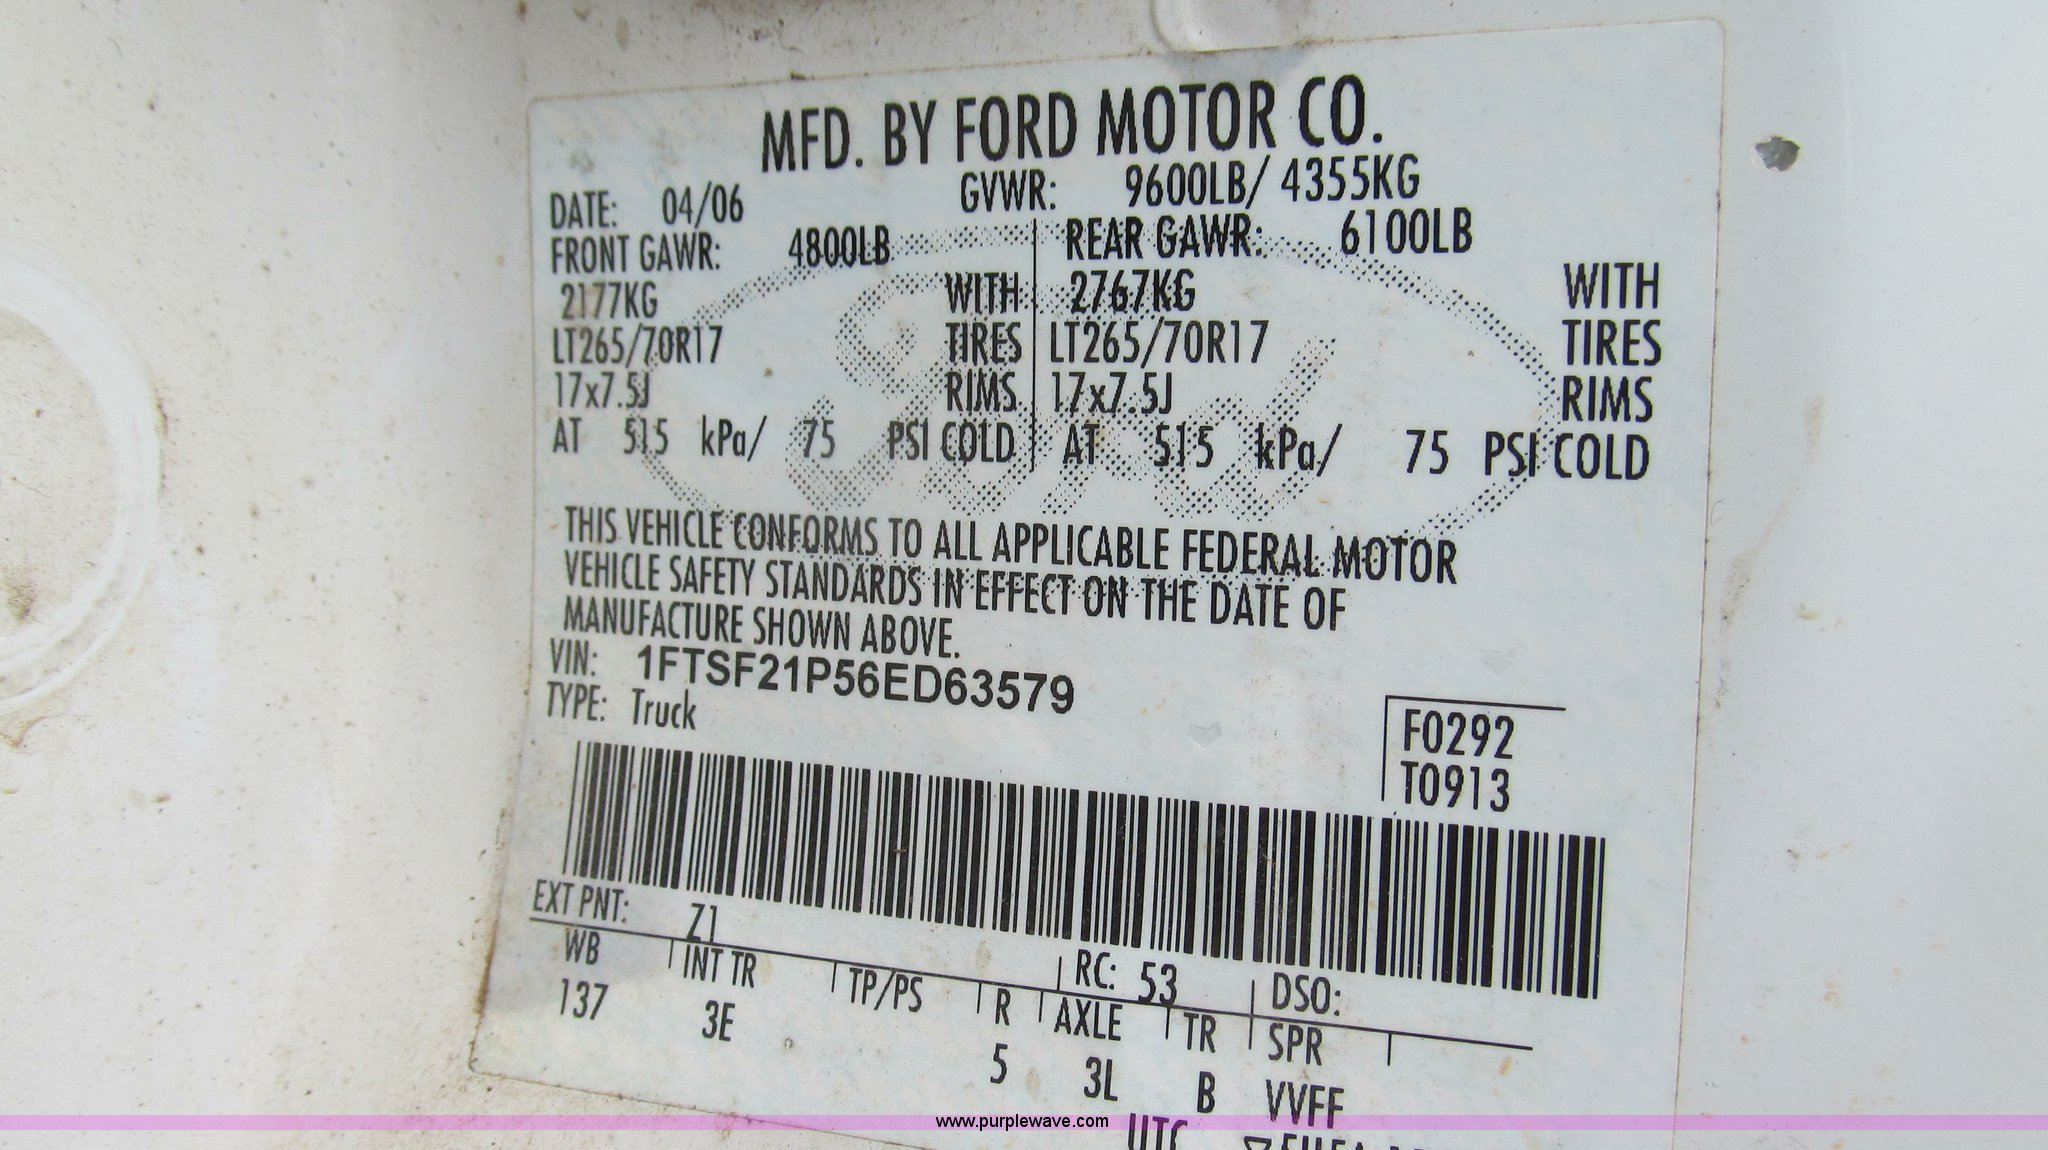 MFD. BY FORD MOTOR CO.
DATE: 04/06 GVWR: 9600LB/ 4355KG
FRONT GAWR: 4800LB REAR GAWR: 6100LB
2177KG WITH 2767KG WITH
LT265/70R17 TIRES LT265/70R17 TIRES
17x7.5J RIMS 17x7.5J RIMS
AT 515 kPa/ 75 PSI COLD AT 515 kPa/ 75 PSI COLD
Ford
THIS VEHICLE CONFORMS TO ALL APPLICABLE FEDERAL MOTOR
VEHICLE SAFETY STANDARDS IN EFFECT ON THE DATE OF
MANUFACTURE SHOWN ABOVE.
VIN: 1FTSF21P56ED63579
TYPE: Truck
F0292
T0913
EXT PNT: Z1 RC: 53 DSO:
WB INT TR TP/PS R AXLE TR SPR
137 3E 5 3L B VVFF
UTC
www.purplewave.com